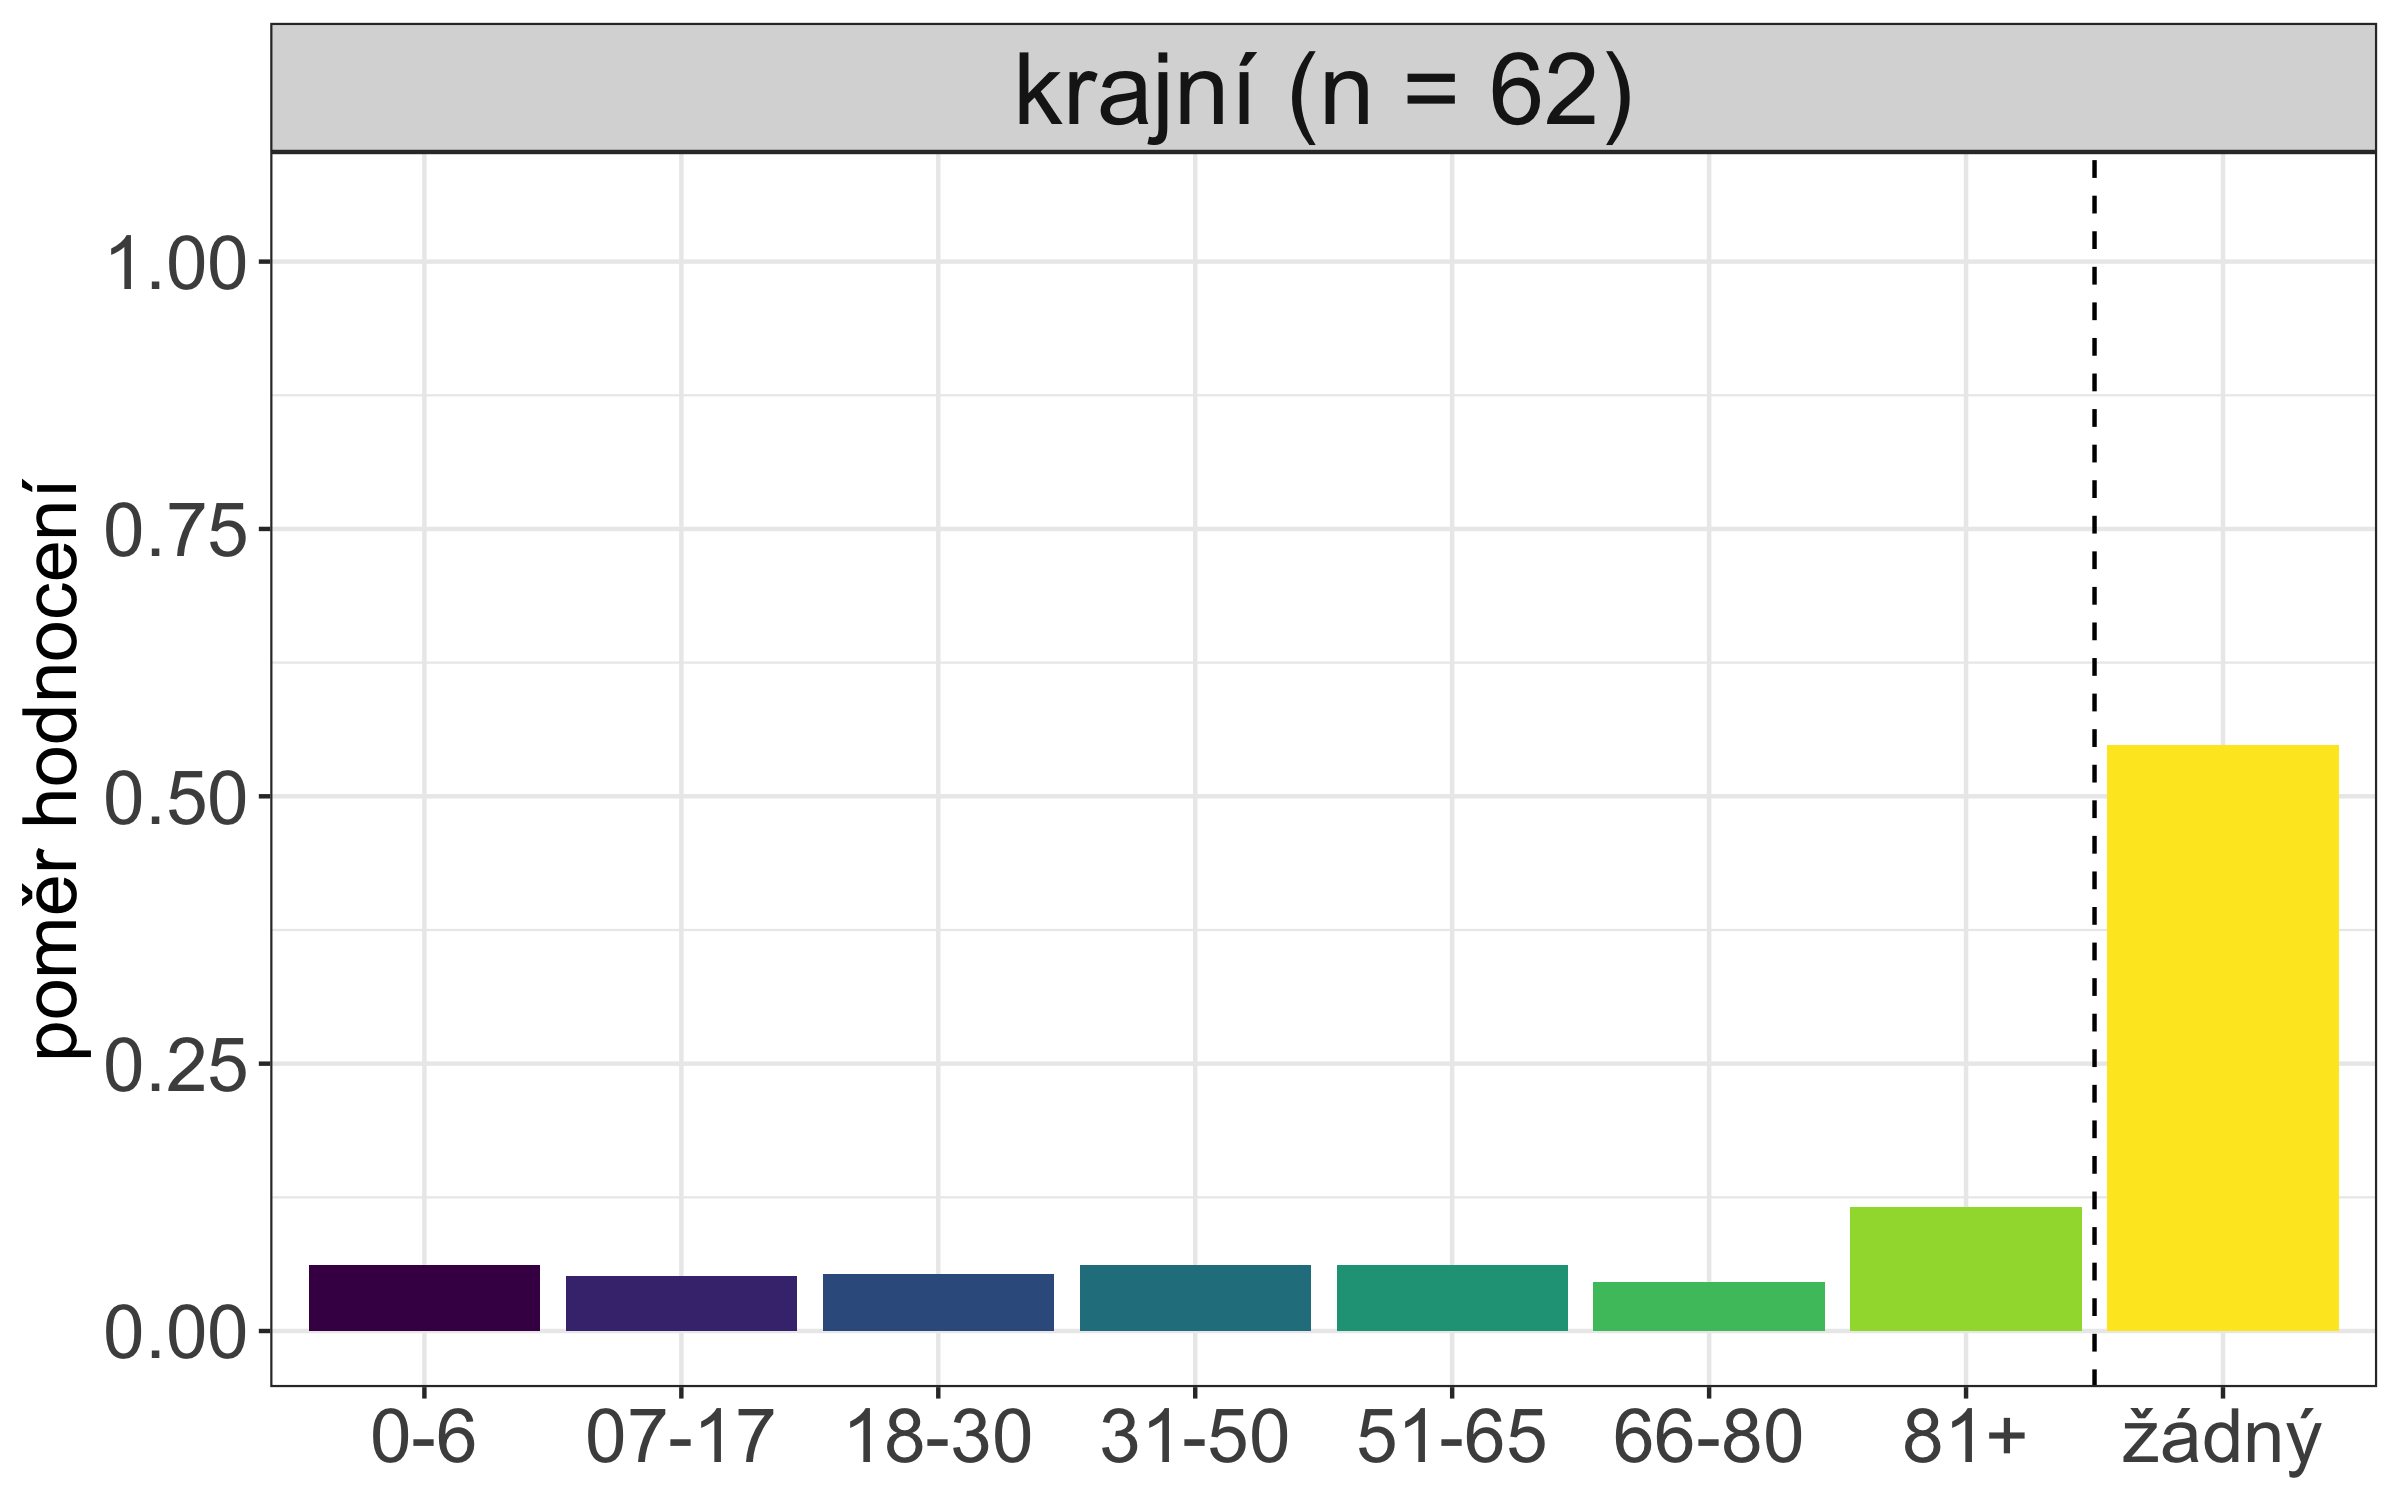 krajní (n = 62)
poměr hodnocení
1.00
0.75
0.50
0.25
0.00
0-6 07-17 18-30 31-50 51-65 66-80 81+ žádný